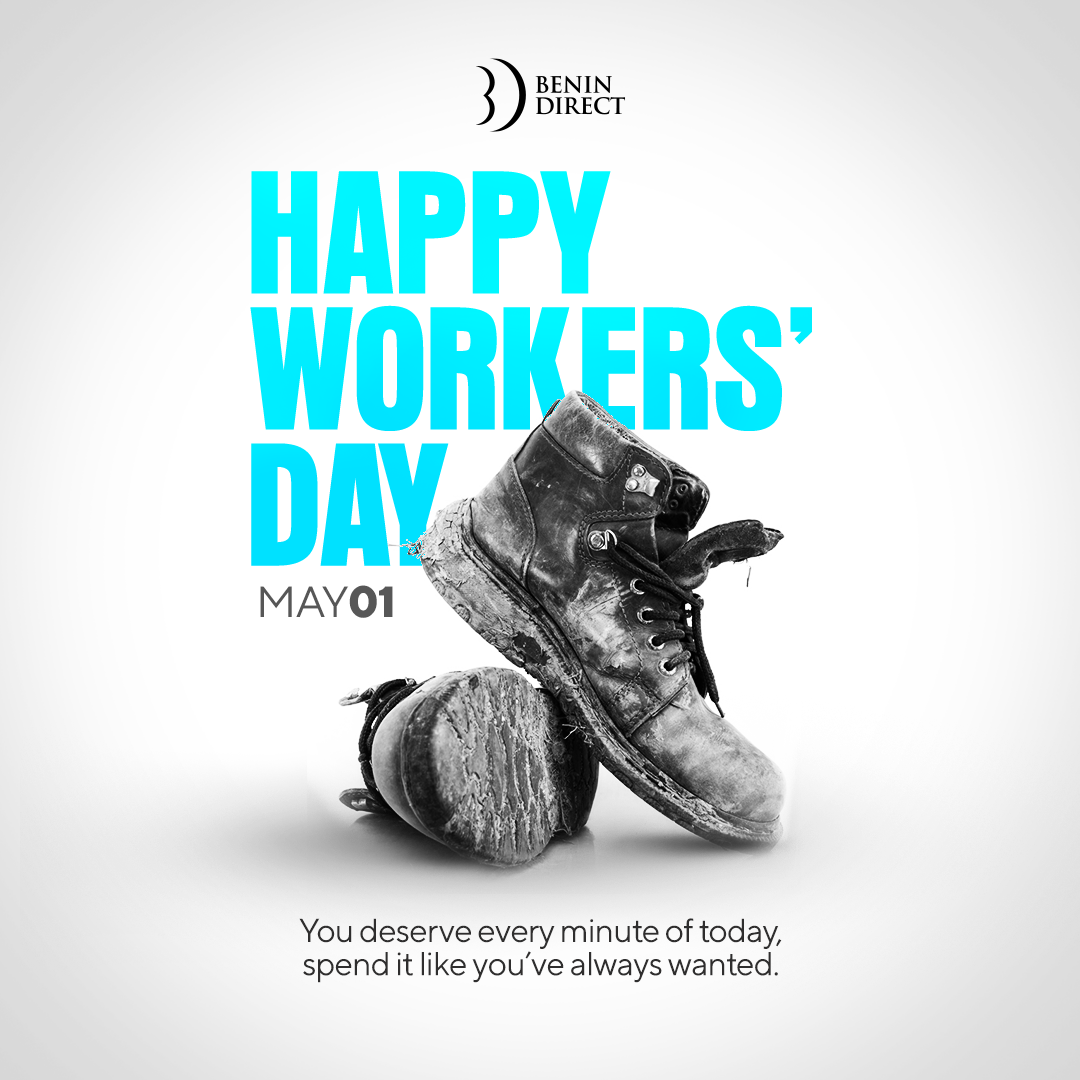 BENIN
DIRECT
HAPPY
WORKERS’
DAY
MAY01
You deserve every minute of today,
spend it like you’ve always wanted.